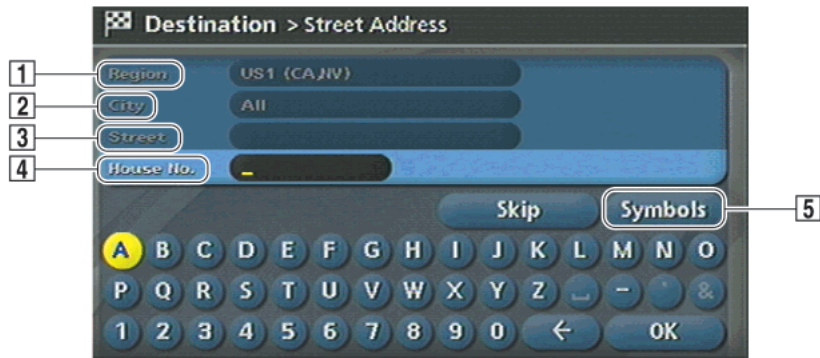 Destination > Street Address
1 Region US1 (CA,NV)
2 City All
3 Street
4 House No. _
Skip Symbols 5
A B C D E F G H I J K L M N O
P Q R S T U V W X Y Z ␣ - ' &
1 2 3 4 5 6 7 8 9 0 ← OK